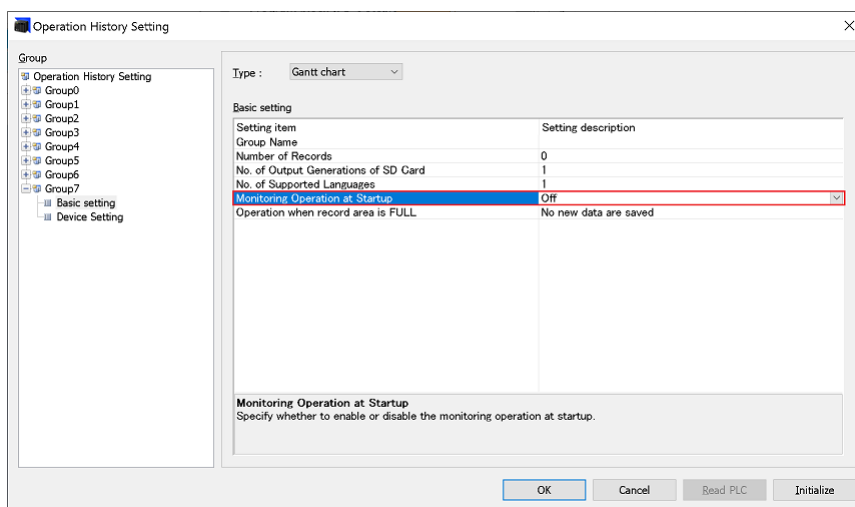 Operation History Setting
Group
Operation History Setting
Group0
Group1
Group2
Group3
Group4
Group5
Group6
Group7
Basic setting
Device Setting
Type : Gantt chart
Basic setting
Setting item Setting description
Group Name
Number of Records 0
No. of Output Generations of SD Card 1
No. of Supported Languages 1
Monitoring Operation at Startup Off
Operation when record area is FULL No new data are saved
Monitoring Operation at Startup
Specify whether to enable or disable the monitoring operation at startup.
OK Cancel Read PLC Initialize